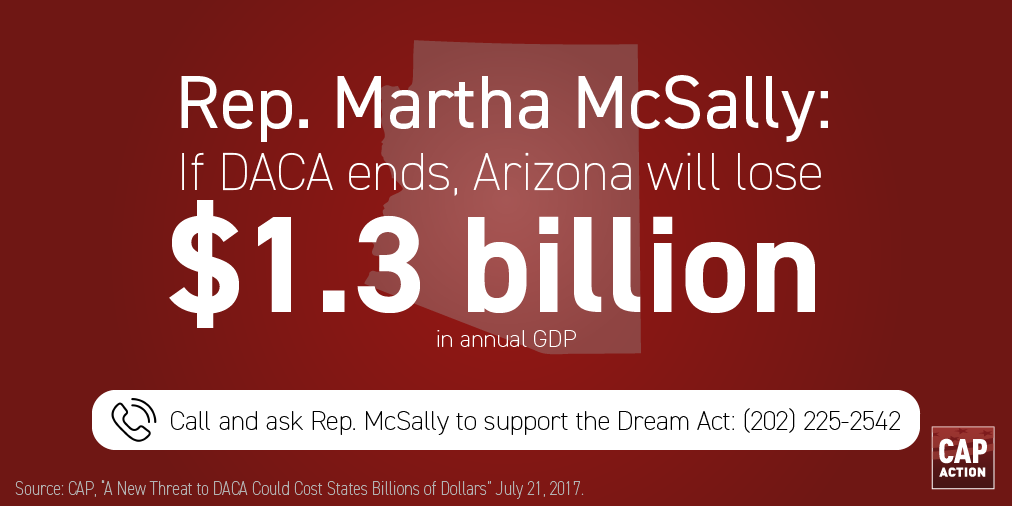 Rep. Martha McSally:
If DACA ends, Arizona will lose
$1.3 billion
in annual GDP
Call and ask Rep. McSally to support the Dream Act: (202) 225-2542
CAP
ACTION
Source: CAP, "A New Threat to DACA Could Cost States Billions of Dollars" July 21, 2017.